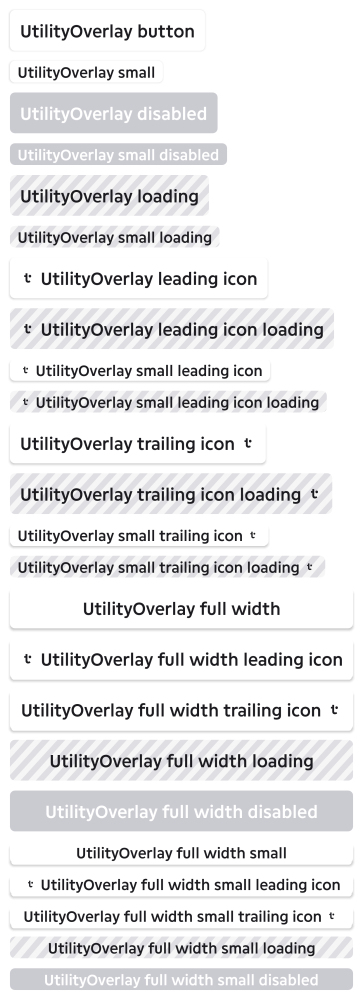 UtilityOverlay button
UtilityOverlay small
UtilityOverlay disabled
UtilityOverlay small disabled
UtilityOverlay loading
UtilityOverlay small loading
UtilityOverlay leading icon
UtilityOverlay leading icon loading
UtilityOverlay small leading icon
UtilityOverlay small leading icon loading
UtilityOverlay trailing icon
UtilityOverlay trailing icon loading
UtilityOverlay small trailing icon
UtilityOverlay small trailing icon loading
UtilityOverlay full width
UtilityOverlay full width leading icon
UtilityOverlay full width trailing icon
UtilityOverlay full width loading
UtilityOverlay full width disabled
UtilityOverlay full width small
UtilityOverlay full width small leading icon
UtilityOverlay full width small trailing icon
UtilityOverlay full width small loading
UtilityOverlay full width small disabled